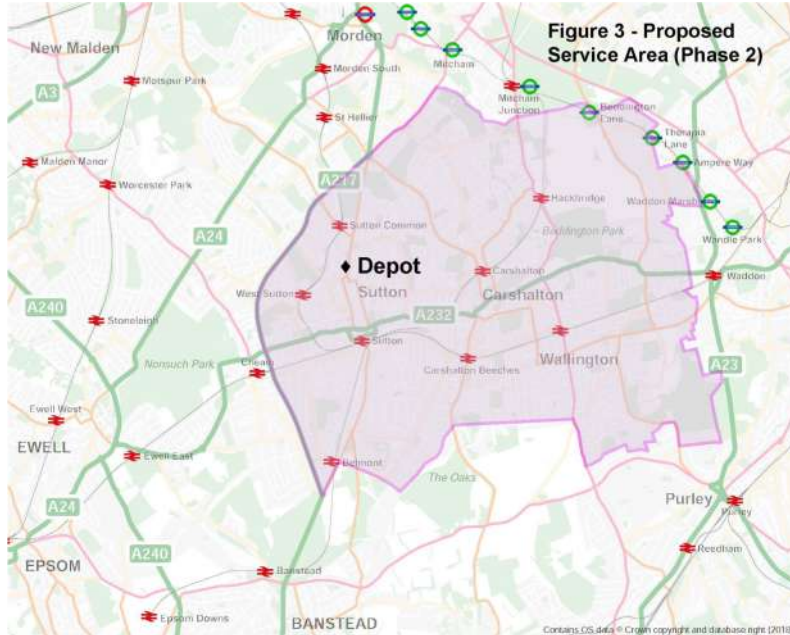 Figure 3 - Proposed
Service Area (Phase 2)
New Malden
Morden
Mitcham
Motspur Park
Morden South
Mitcham
Junction
A3
Beddington
Lane
St Hellier
Therapia
Lane
Malden Manor
Ampere Way
Worcester Park
A217
Hackbridge
Waddon Marsh
A24
Sutton Common
Beddington Park
Wandle Park
Depot
Carshalton
Waddon
West Sutton
Sutton
Carshalton
A240
A232
Stoneleigh
Sutton
Nonsuch Park
Wallington
Cheam
Carshalton Beeches
A23
Ewell West
EWELL
Ewell East
Belmont
The Oaks
Purley
Purley
A24
Reedham
A240
EPSOM
Banstead
Epsom Downs
BANSTEAD
Contains OS data © Crown copyright and database right (2018